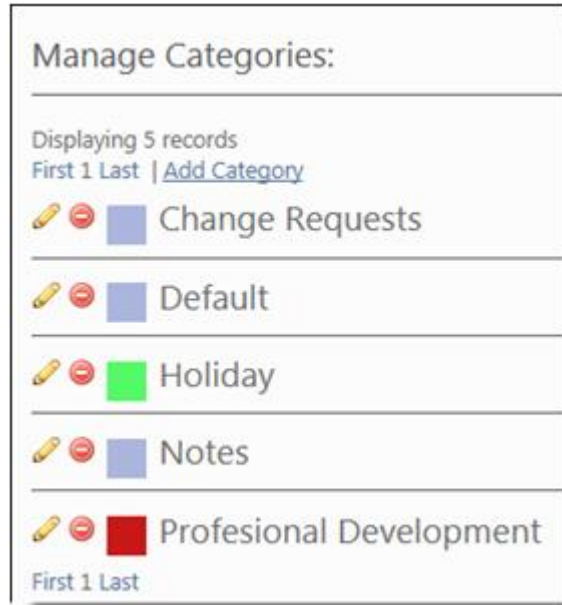 Manage Categories:
Displaying 5 records
First 1 Last | Add Category
Change Requests
Default
Holiday
Notes
Profesional Development
First 1 Last